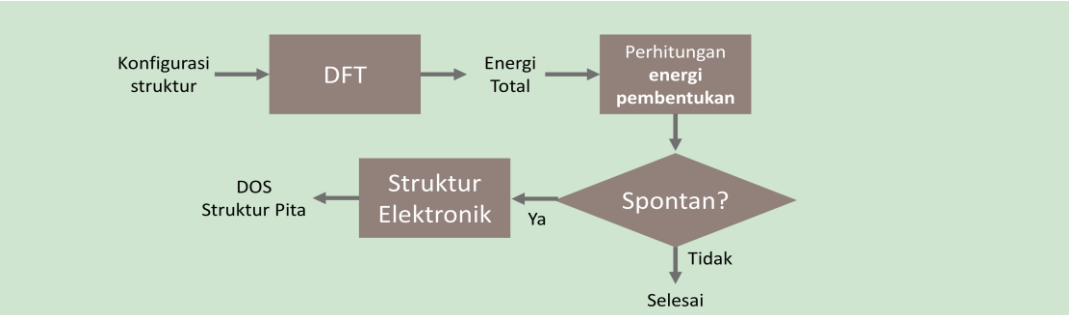 Konfigurasi
struktur
DFT
Energi
Total
Perhitungan
energi
pembentukan
Spontan?
Ya
Struktur
Elektronik
DOS
Struktur Pita
Tidak
Selesai